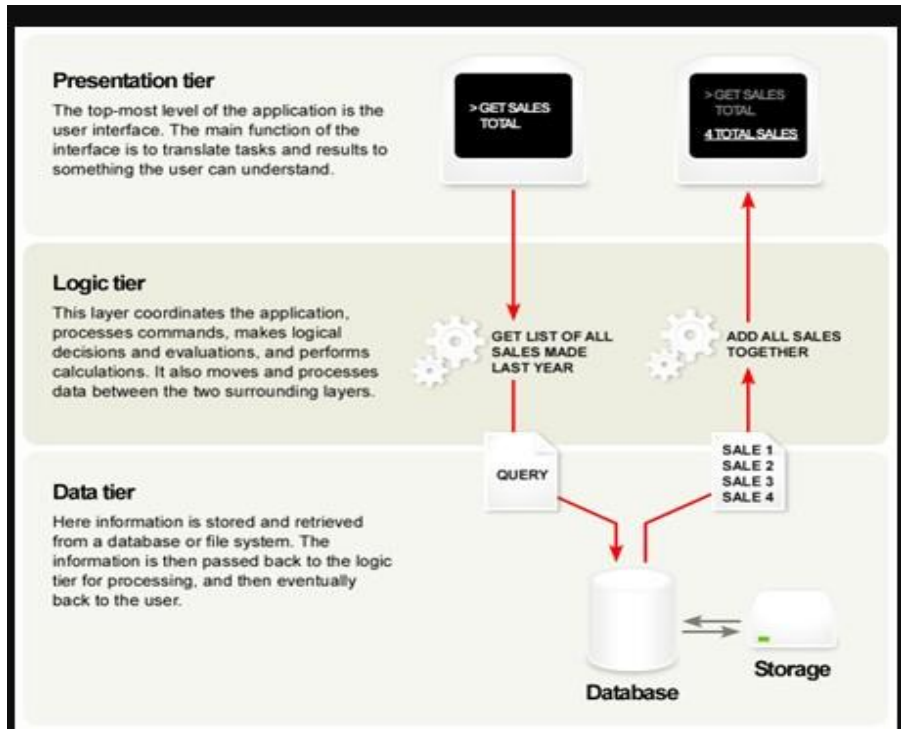 Presentation tier
The top-most level of the application is the
user interface. The main function of the
interface is to translate tasks and results to
something the user can understand.
> GET SALES
TOTAL
> GET SALES
TOTAL
4 TOTAL SALES
Logic tier
This layer coordinates the application,
processes commands, makes logical
decisions and evaluations, and performs
calculations. It also moves and processes
data between the two surrounding layers.
GET LIST OF ALL
SALES MADE
LAST YEAR
ADD ALL SALES
TOGETHER
QUERY
SALE 1
SALE 2
SALE 3
SALE 4
Data tier
Here information is stored and retrieved
from a database or file system. The
information is then passed back to the logic
tier for processing, and then eventually
back to the user.
Database
Storage